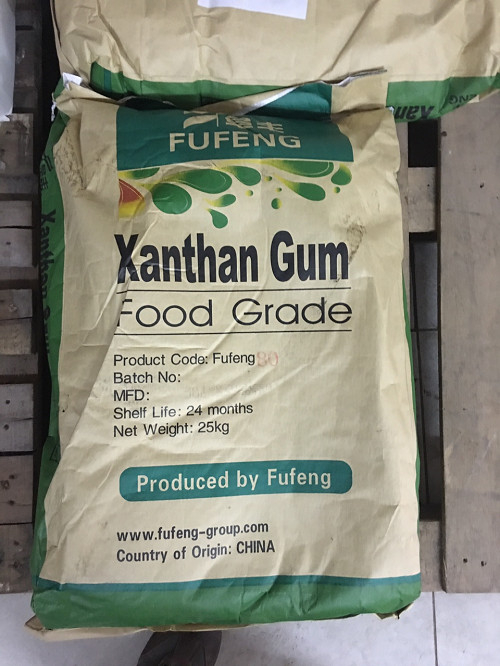 FUFENG
Xanthan Gum
Food Grade
Product Code: Fufeng80
Batch No:
MFD:
Shelf Life: 24 months
Net Weight: 25kg
Produced by Fufeng
www.fufeng-group.com
Country of Origin: CHINA